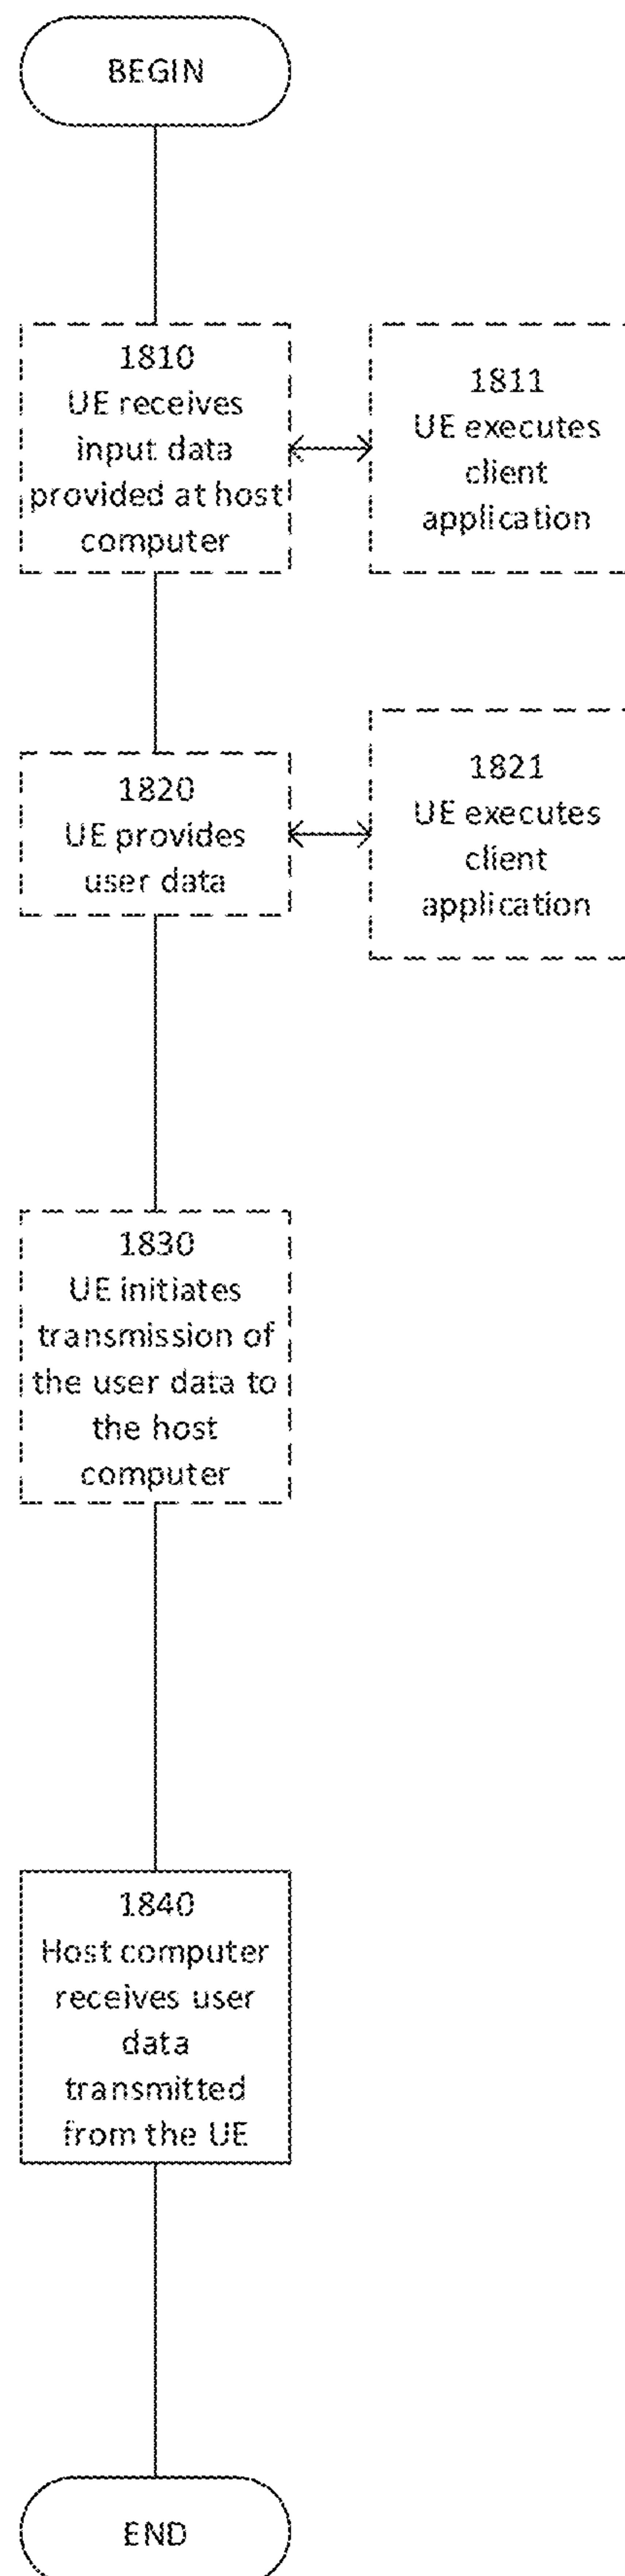 BEGIN
1810
UE receives
input data
provided at host
computer
1811
UE executes
client
application
1820
UE provides
user data
1821
UE executes
client
application
1830
UE initiates
transmission of
the user data to
the host
computer
1840
Host computer
receives user
data
transmitted
from the UE
END